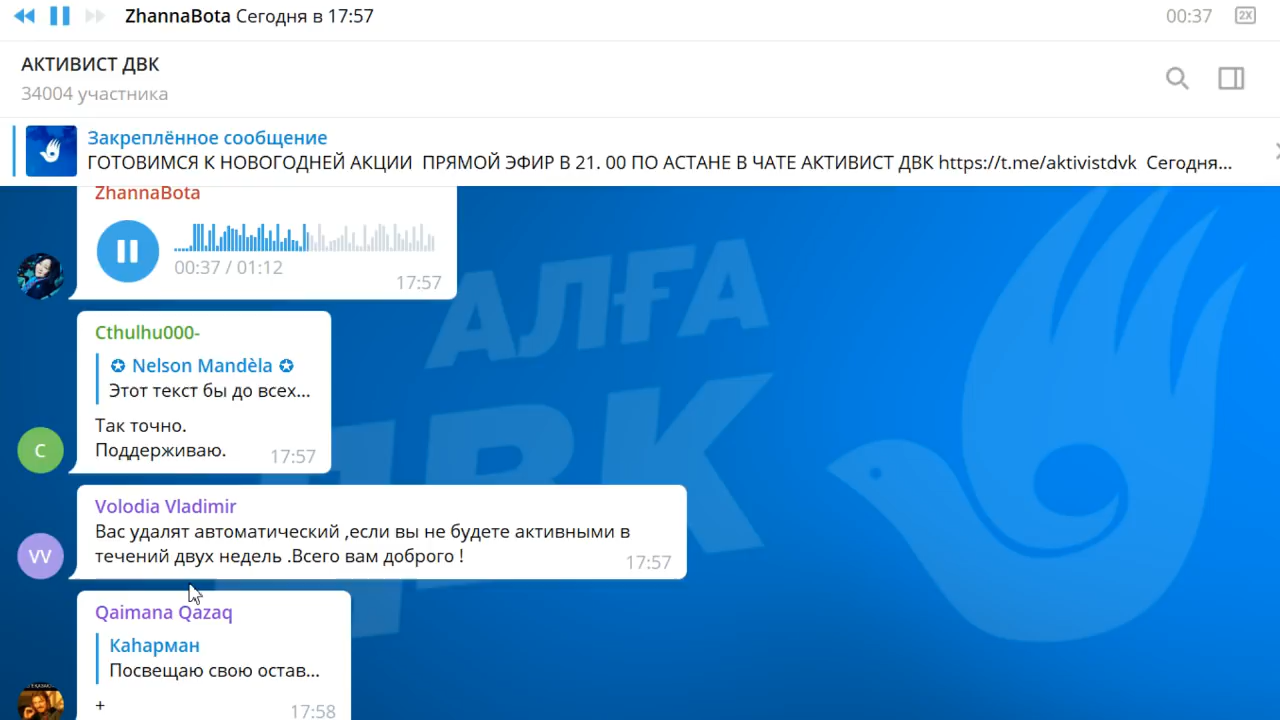 ZhannaBota Сегодня в 17:57
00:37
2X
АКТИВИСТ ДВК
34004 участника
Закреплённое сообщение
ГОТОВИМСЯ К НОВОГОДНЕЙ АКЦИИ ПРЯМОЙ ЭФИР В 21. 00 ПО АСТАНЕ В ЧАТЕ АКТИВИСТ ДВК https://t.me/aktivistdvk Сегодня...
ZhannaBota
00:37 / 01:12
17:57
АЛҒА
ДВК
Cthulhu000-
✪ Nelson Mandèla ✪
Этот текст бы до всех...
Так точно.
Поддерживаю.
17:57
C
Volodia Vladimir
Вас удалят автоматический ,если вы не будете активными в
течений двух недель .Всего вам доброго !
17:57
VV
Qaimana Qazaq
Каһарман
Посвещаю свою остав...
+
17:58